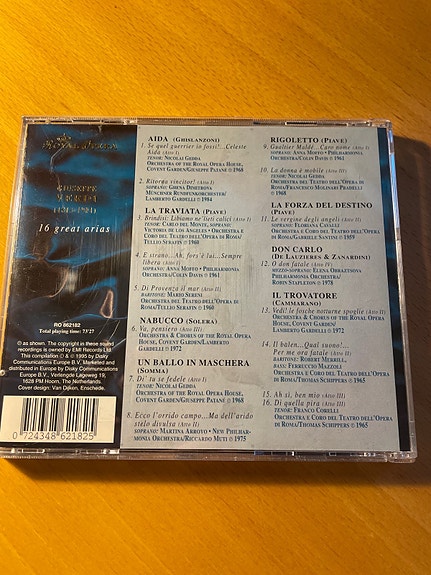 ROYAL OPERA
GIUSEPPE
VERDI
16 great arias
RO 862182
Total playing time: 73'27
℗ as shown. The copyright in these sound
recordings is owned by EMI Records Ltd
This compilation ℗ & © 1995 by Disky
Communications Europe B.V. Marketed and
distributed in Europe by Disky Communi-
cations Europe B.V., Vertengde Lageweg 19,
1628 PM Hoorn, The Netherlands.
Cover design: Van Dijken, Enschede.
0 724348 621825
AIDA (Ghislanzoni)
1. Se quel guerrier io fossi!...Celeste
Aida (Atto I)
tenor: Nicolai Gedda
Orchestra of the Royal Opera House,
Covent Garden/Giuseppe Patané ℗ 1968
2. Ritorna vincitor! (Atto I)
soprano: Ghena Dimitrova
Münchner Rundfunkorchester/
Lamberto Gardelli ℗ 1984
LA TRAVIATA (Piave)
3. Brindisi: Libiamo ne'lieti calici (Atto I)
tenor: Carlo del Monte, soprano:
Victoria de los Angeles • Orchestra e
Coro del Teatro dell'Opera di Roma/
Tullio Serafin ℗ 1960
4. E strano...Ah, fors'è lui...Sempre
libera (Atto I)
soprano: Anna Moffo • Philharmonia
Orchestra/Colin Davis ℗ 1961
5. Di Provenza il mar (Atto II)
baritone: Mario Sereni
Orchestra del Teatro dell'Opera di
Roma/Tullio Serafin ℗ 1960
NABUCCO (Solera)
6. Va, pensiero (Atto III)
Orchestra & Chorus of the Royal Opera
House, Covent Garden/Lamberto
Gardelli ℗ 1972
UN BALLO IN MASCHERA
(Somma)
7. Di' tu se fedele (Atto I)
tenor: Nicolai Gedda
Orchestra of the Royal Opera House,
Covent Garden/Giuseppe Patané ℗ 1968
8. Ecco l'orrido campo...Ma dell'arido
stelo divulsa (Atto II)
soprano: Martina Arroyo • New Philhar-
monia Orchestra/Riccardo Muti ℗ 1975
RIGOLETTO (Piave)
9. Gualtier Maldé...Caro nome (Atto I)
soprano: Anna Moffo • Philharmonia
Orchestra/Colin Davis ℗ 1961
10. La donna è mobile (Atto III)
tenor: Nicolai Gedda
Orchestra del Teatro dell'Opera di
Roma/Francesco Molinari Pradelli
℗ 1968
LA FORZA DEL DESTINO
(Piave)
11. Le vergine degli angeli (Atto II)
soprano: Floriana Cavalli
Orchestra e Coro del Teatro dell'Opera
di Roma/Gabriele Santini ℗ 1959
DON CARLO
(De Lauzieres & Zanardini)
12. O don fatale (Atto IV)
mezzo-soprano: Elena Obraztsova
Philharmonia Orchestra/
Robin Stapleton ℗ 1978
IL TROVATORE
(Cammarano)
13. Vedi! le fosche notturne spoglie (Atto II)
Orchestra & Chorus of the Royal Opera
House, Covent Garden/
Lamberto Gardelli ℗ 1972
14. Il balen...Qual suono!...
Per me ora fatale (Atto II)
baritone: Robert Merrill,
bass: Ferruccio Mazzoli
Orchestra e Coro del Teatro dell'Opera
di Roma/Thomas Schippers ℗ 1965
15. Ah si, ben mio (Atto III)
16. Di quella pira (Atto III)
tenor: Franco Corelli
Orchestra e Coro del Teatro dell'Opera
di Roma/Thomas Schippers ℗ 1965